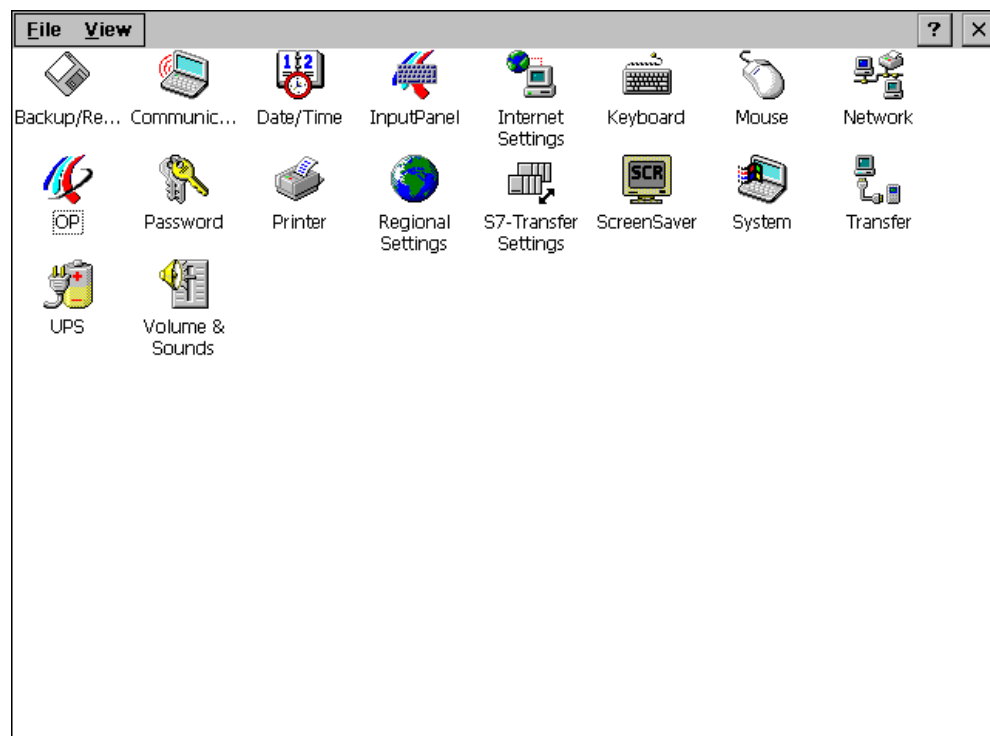 File View ? ×
Backup/Re... Communic... Date/Time InputPanel Internet Settings Keyboard Mouse Network
OP Password Printer Regional Settings S7-Transfer Settings SCR ScreenSaver System Transfer
UPS Volume & Sounds
1 2